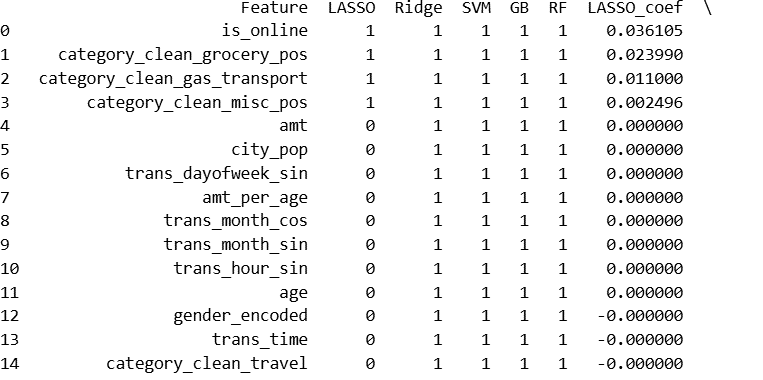 Feature LASSO Ridge SVM GB RF LASSO_coef \
0 is_online 1 1 1 1 1 0.036105
1 category_clean_grocery_pos 1 1 1 1 1 0.023990
2 category_clean_gas_transport 1 1 1 1 1 0.011000
3 category_clean_misc_pos 1 1 1 1 1 0.002496
4 amt 0 1 1 1 1 0.000000
5 city_pop 0 1 1 1 1 0.000000
6 trans_dayofweek_sin 0 1 1 1 1 0.000000
7 amt_per_age 0 1 1 1 1 0.000000
8 trans_month_cos 0 1 1 1 1 0.000000
9 trans_month_sin 0 1 1 1 1 0.000000
10 trans_hour_sin 0 1 1 1 1 0.000000
11 age 0 1 1 1 1 0.000000
12 gender_encoded 0 1 1 1 1 -0.000000
13 trans_time 0 1 1 1 1 -0.000000
14 category_clean_travel 0 1 1 1 1 -0.000000